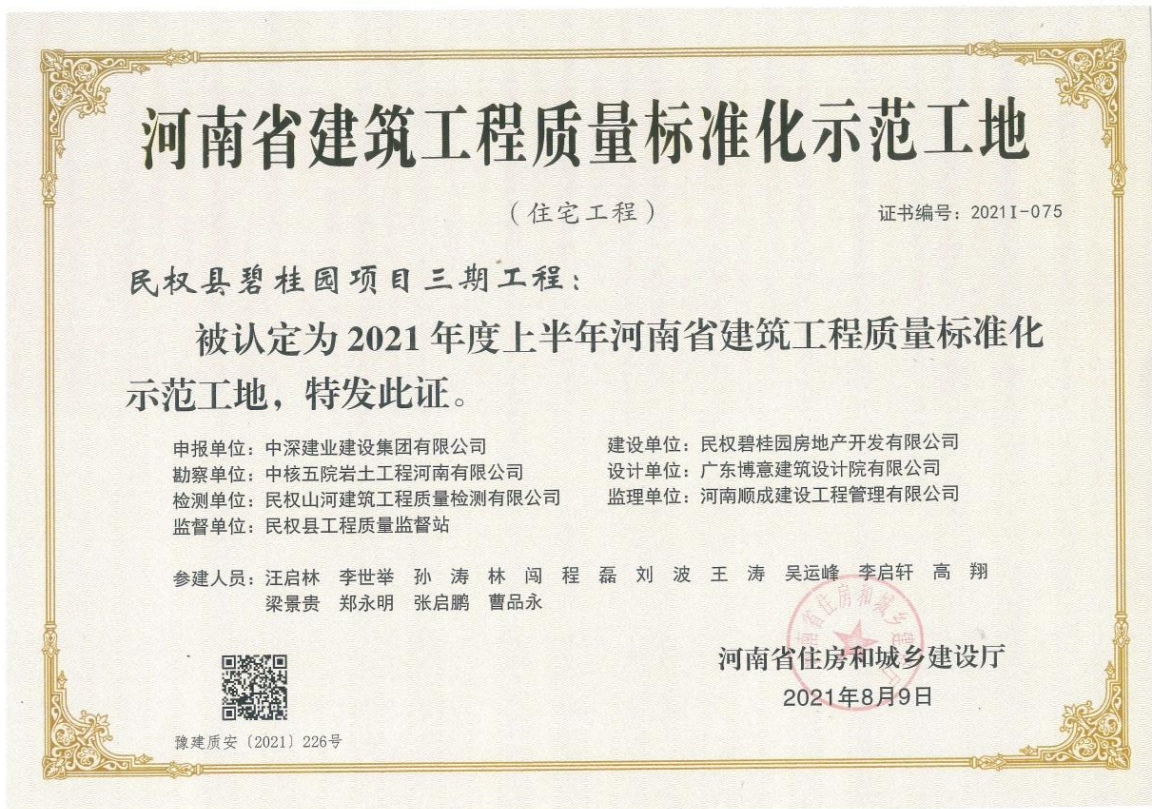 河南省建筑工程质量标准化示范工地
（住宅工程）
证书编号：2021I-075
民权县碧桂园项目三期工程：
被认定为 2021 年度上半年河南省建筑工程质量标准化
示范工地，特发此证。
申报单位：中深建业建设集团有限公司 建设单位：民权碧桂园房地产开发有限公司
勘察单位：中核五院岩土工程河南有限公司 设计单位：广东博意建筑设计院有限公司
检测单位：民权山河建筑工程质量检测有限公司 监理单位：河南顺成建设工程管理有限公司
监督单位：民权县工程质量监督站
参建人员：汪启林 李世举 孙涛 林闯 程磊 刘波 王涛 吴运峰 李启轩 高翔
梁景贵 郑永明 张启鹏 曹品永
河南省住房和城乡建设厅
2021年8月9日
豫建质安〔2021〕226号